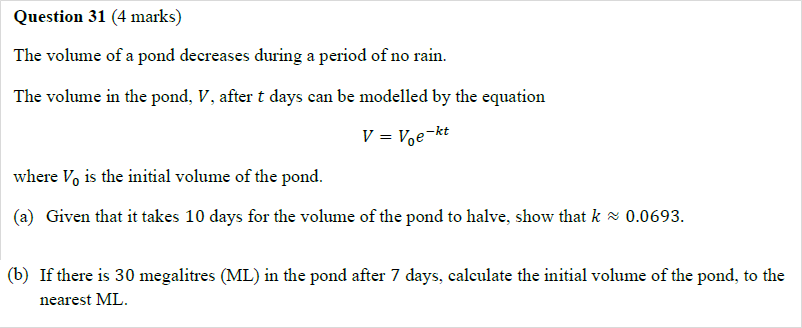 Question 31 (4 marks)
The volume of a pond decreases during a period of no rain.
The volume in the pond, V, after t days can be modelled by the equation
V = V₀e⁻ᵏᵗ
where V₀ is the initial volume of the pond.
(a) Given that it takes 10 days for the volume of the pond to halve, show that k ≈ 0.0693.
(b) If there is 30 megalitres (ML) in the pond after 7 days, calculate the initial volume of the pond, to the
nearest ML.